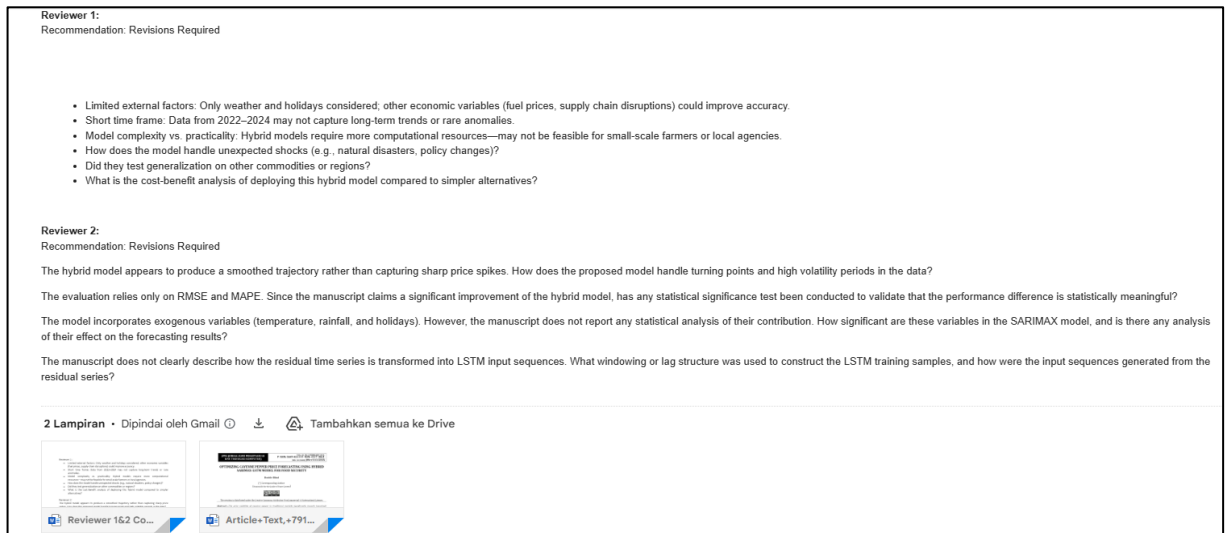 Reviewer 1:
Recommendation: Revisions Required
• Limited external factors: Only weather and holidays considered; other economic variables (fuel prices, supply chain disruptions) could improve accuracy.
• Short time frame: Data from 2022–2024 may not capture long-term trends or rare anomalies.
• Model complexity vs. practicality: Hybrid models require more computational resources—may not be feasible for small-scale farmers or local agencies.
• How does the model handle unexpected shocks (e.g., natural disasters, policy changes)?
• Did they test generalization on other commodities or regions?
• What is the cost-benefit analysis of deploying this hybrid model compared to simpler alternatives?
Reviewer 2:
Recommendation: Revisions Required
The hybrid model appears to produce a smoothed trajectory rather than capturing sharp price spikes. How does the proposed model handle turning points and high volatility periods in the data?
The evaluation relies only on RMSE and MAPE. Since the manuscript claims a significant improvement of the hybrid model, has any statistical significance test been conducted to validate that the performance difference is statistically meaningful?
The model incorporates exogenous variables (temperature, rainfall, and holidays). However, the manuscript does not report any statistical analysis of their contribution. How significant are these variables in the SARIMAX model, and is there any analysis
of their effect on the forecasting results?
The manuscript does not clearly describe how the residual time series is transformed into LSTM input sequences. What windowing or lag structure was used to construct the LSTM training samples, and how were the input sequences generated from the
residual series?
2 Lampiran • Dipindai oleh Gmail
Tambahkan semua ke Drive
Reviewer 1&2 Co...
Article+Text,+791...